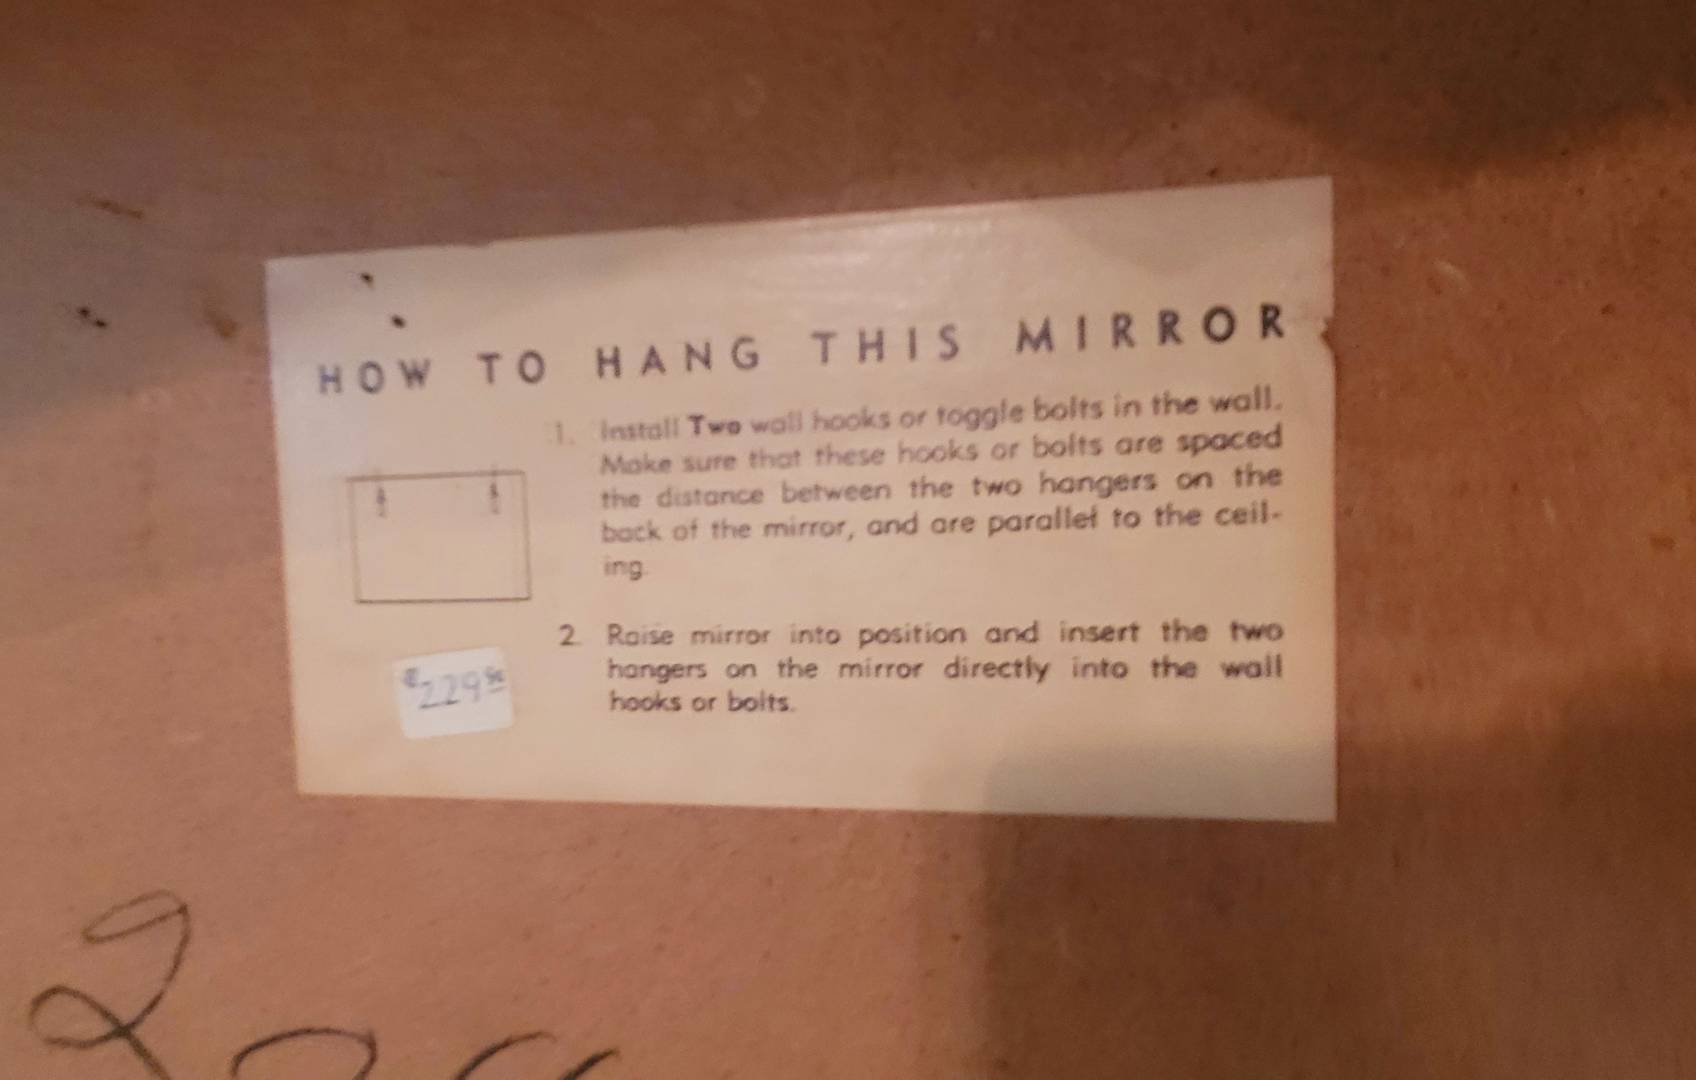 HOW TO HANG THIS MIRROR
1. Install Two wall hooks or toggle bolts in the wall.
Make sure that these hooks or bolts are spaced
the distance between the two hangers on the
back of the mirror, and are parallel to the ceil-
ing.
2. Raise mirror into position and insert the two
hangers on the mirror directly into the wall
hooks or bolts.
$229
2